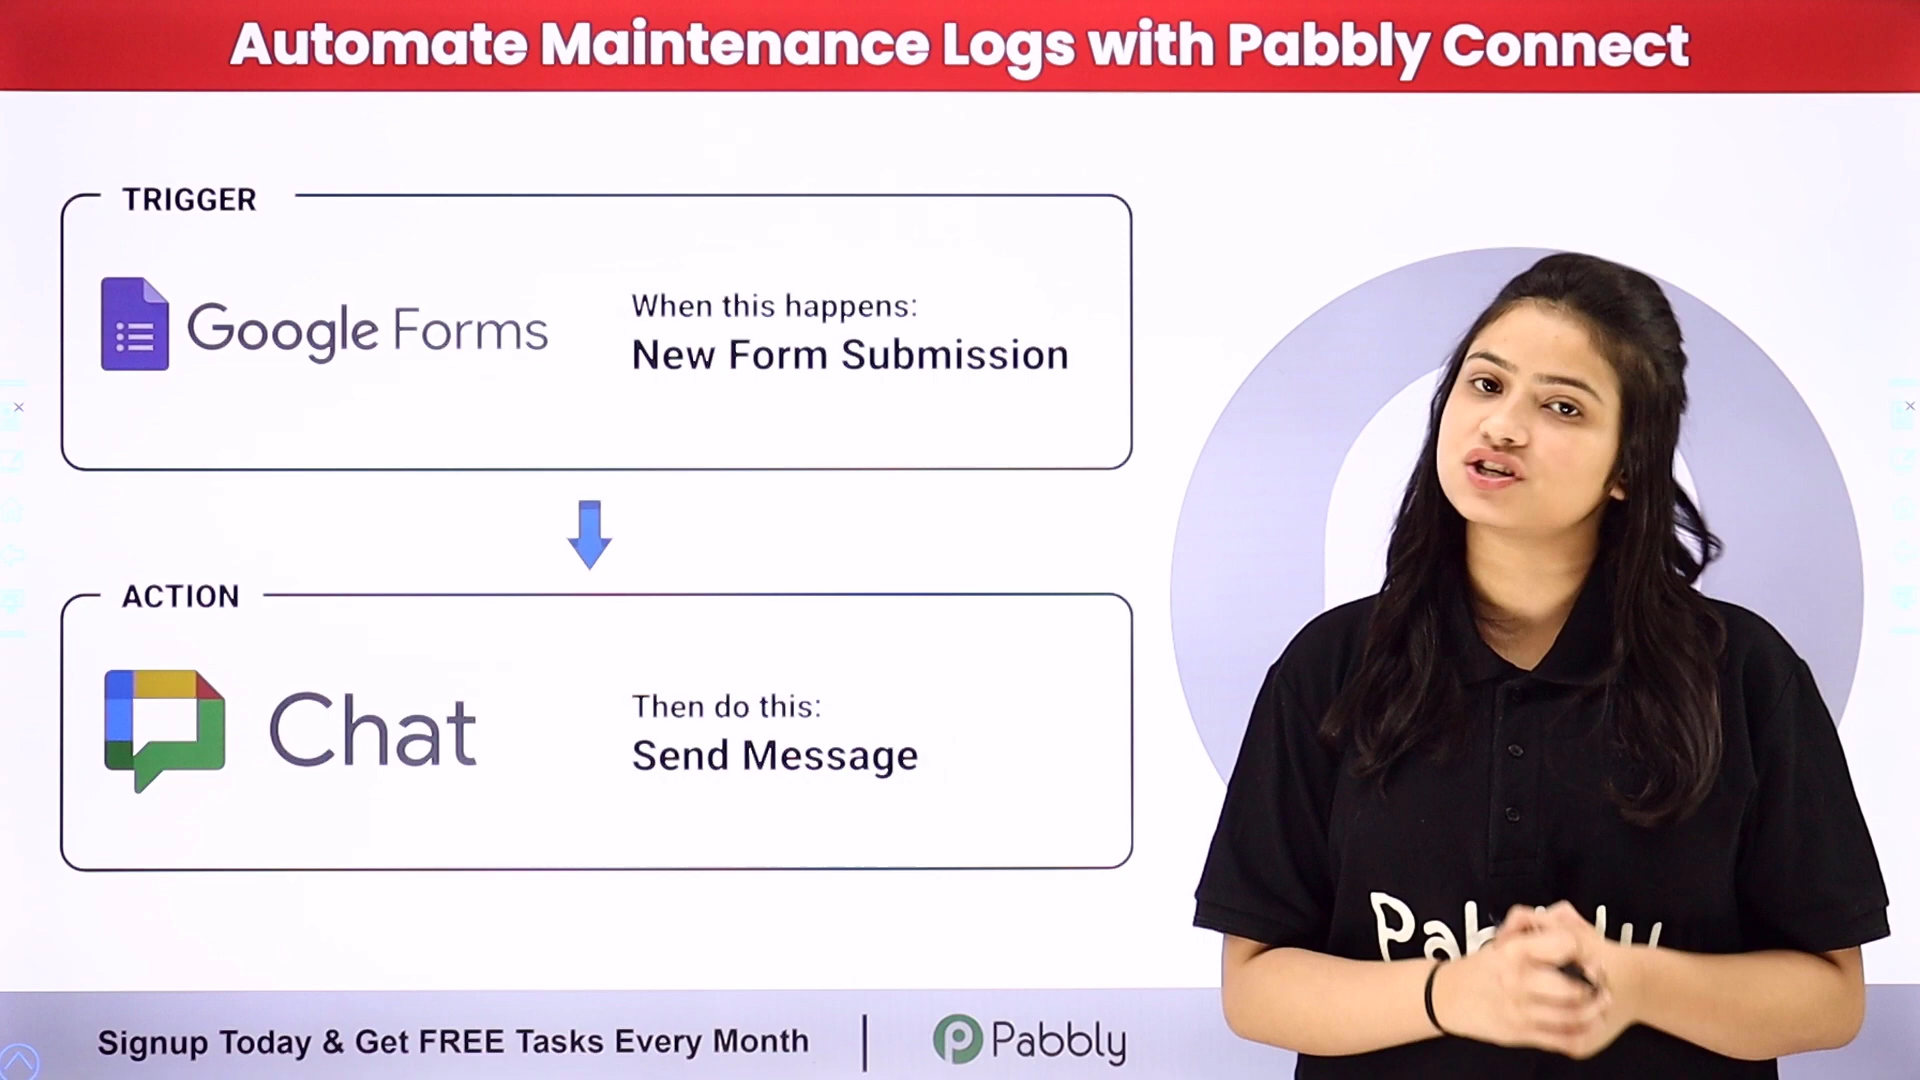 Automate Maintenance Logs with Pabbly Connect
TRIGGER
Google Forms
When this happens:
New Form Submission
ACTION
Chat
Then do this:
Send Message
Signup Today & Get FREE Tasks Every Month
Pabbly